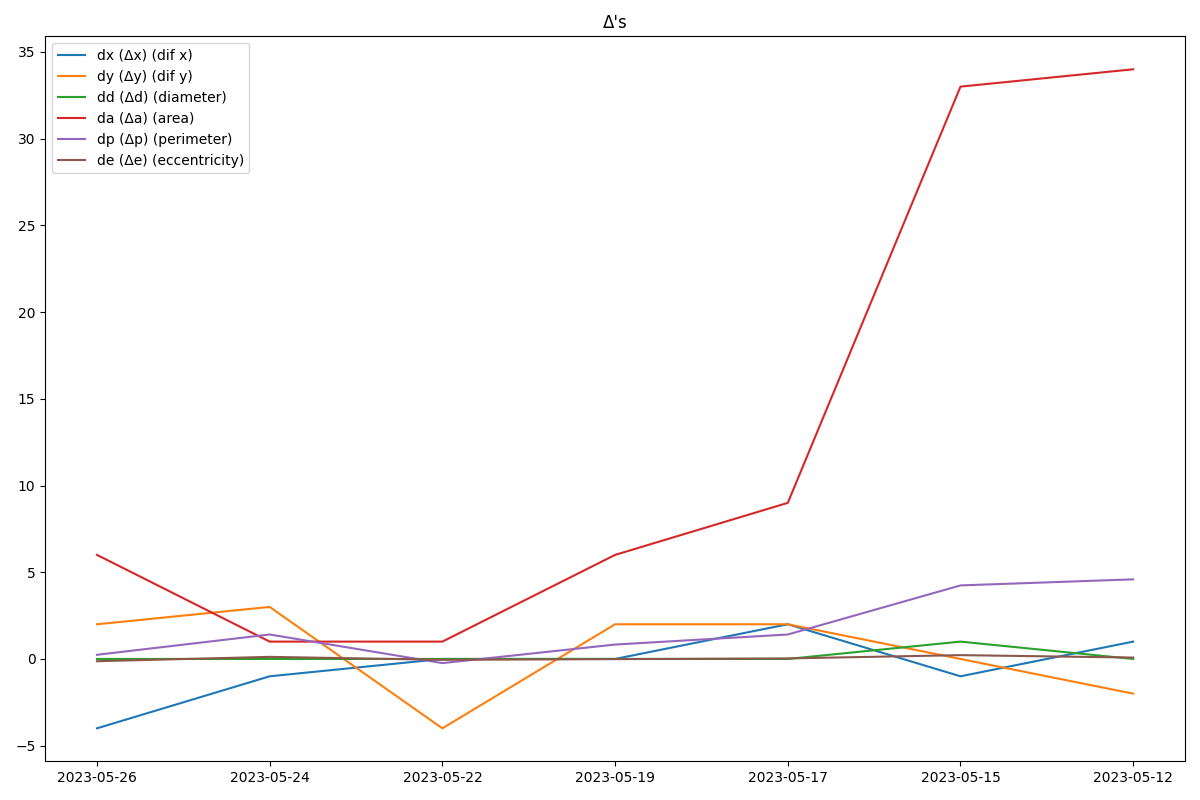 Δ's
dx (Δx) (dif x)
dy (Δy) (dif y)
dd (Δd) (diameter)
da (Δa) (area)
dp (Δp) (perimeter)
de (Δe) (eccentricity)
35
30
25
20
15
10
5
0
−5
2023-05-26 2023-05-24 2023-05-22 2023-05-19 2023-05-17 2023-05-15 2023-05-12